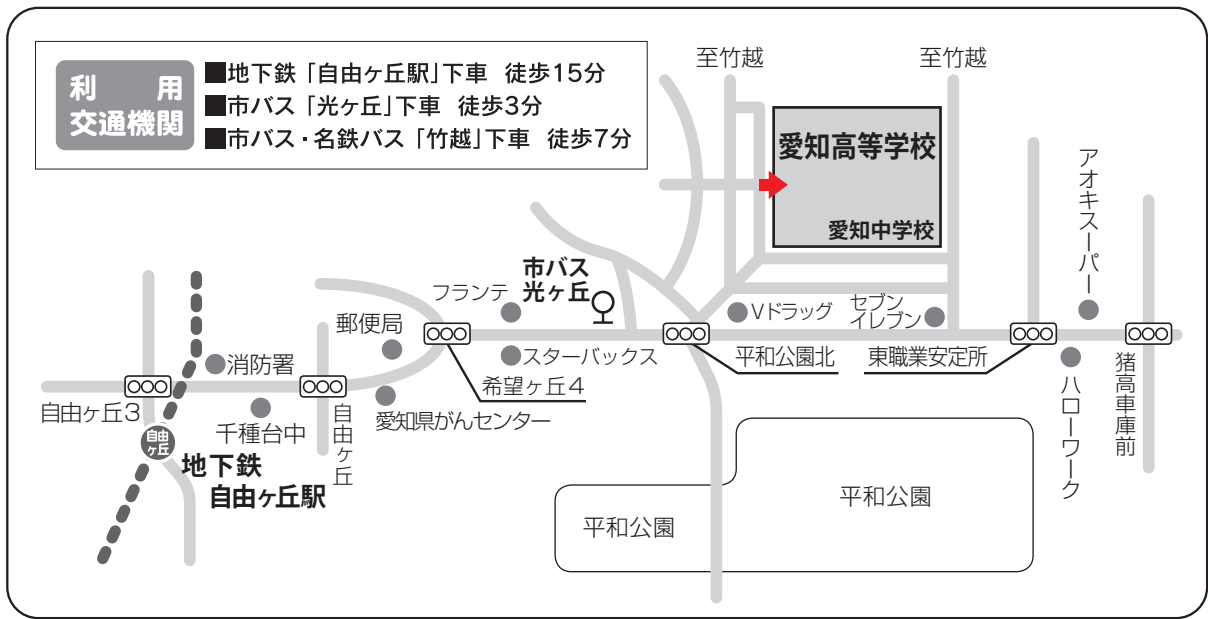 利 用
交通機関
■地下鉄「自由ヶ丘駅」下車 徒歩15分
■市バス「光ヶ丘」下車 徒歩3分
■市バス・名鉄バス「竹越」下車 徒歩7分
至竹越
至竹越
愛知高等学校
愛知中学校
アオキスーパー
市バス
光ヶ丘
フランテ
郵便局
Vドラッグ
セブン
イレブン
スターバックス
平和公園北
東職業安定所
消防署
希望ヶ丘4
猪高車庫前
ハローワーク
自由ヶ丘3
千種台中
自由ヶ丘
愛知県がんセンター
自由
ヶ丘
地下鉄
自由ヶ丘駅
平和公園
平和公園